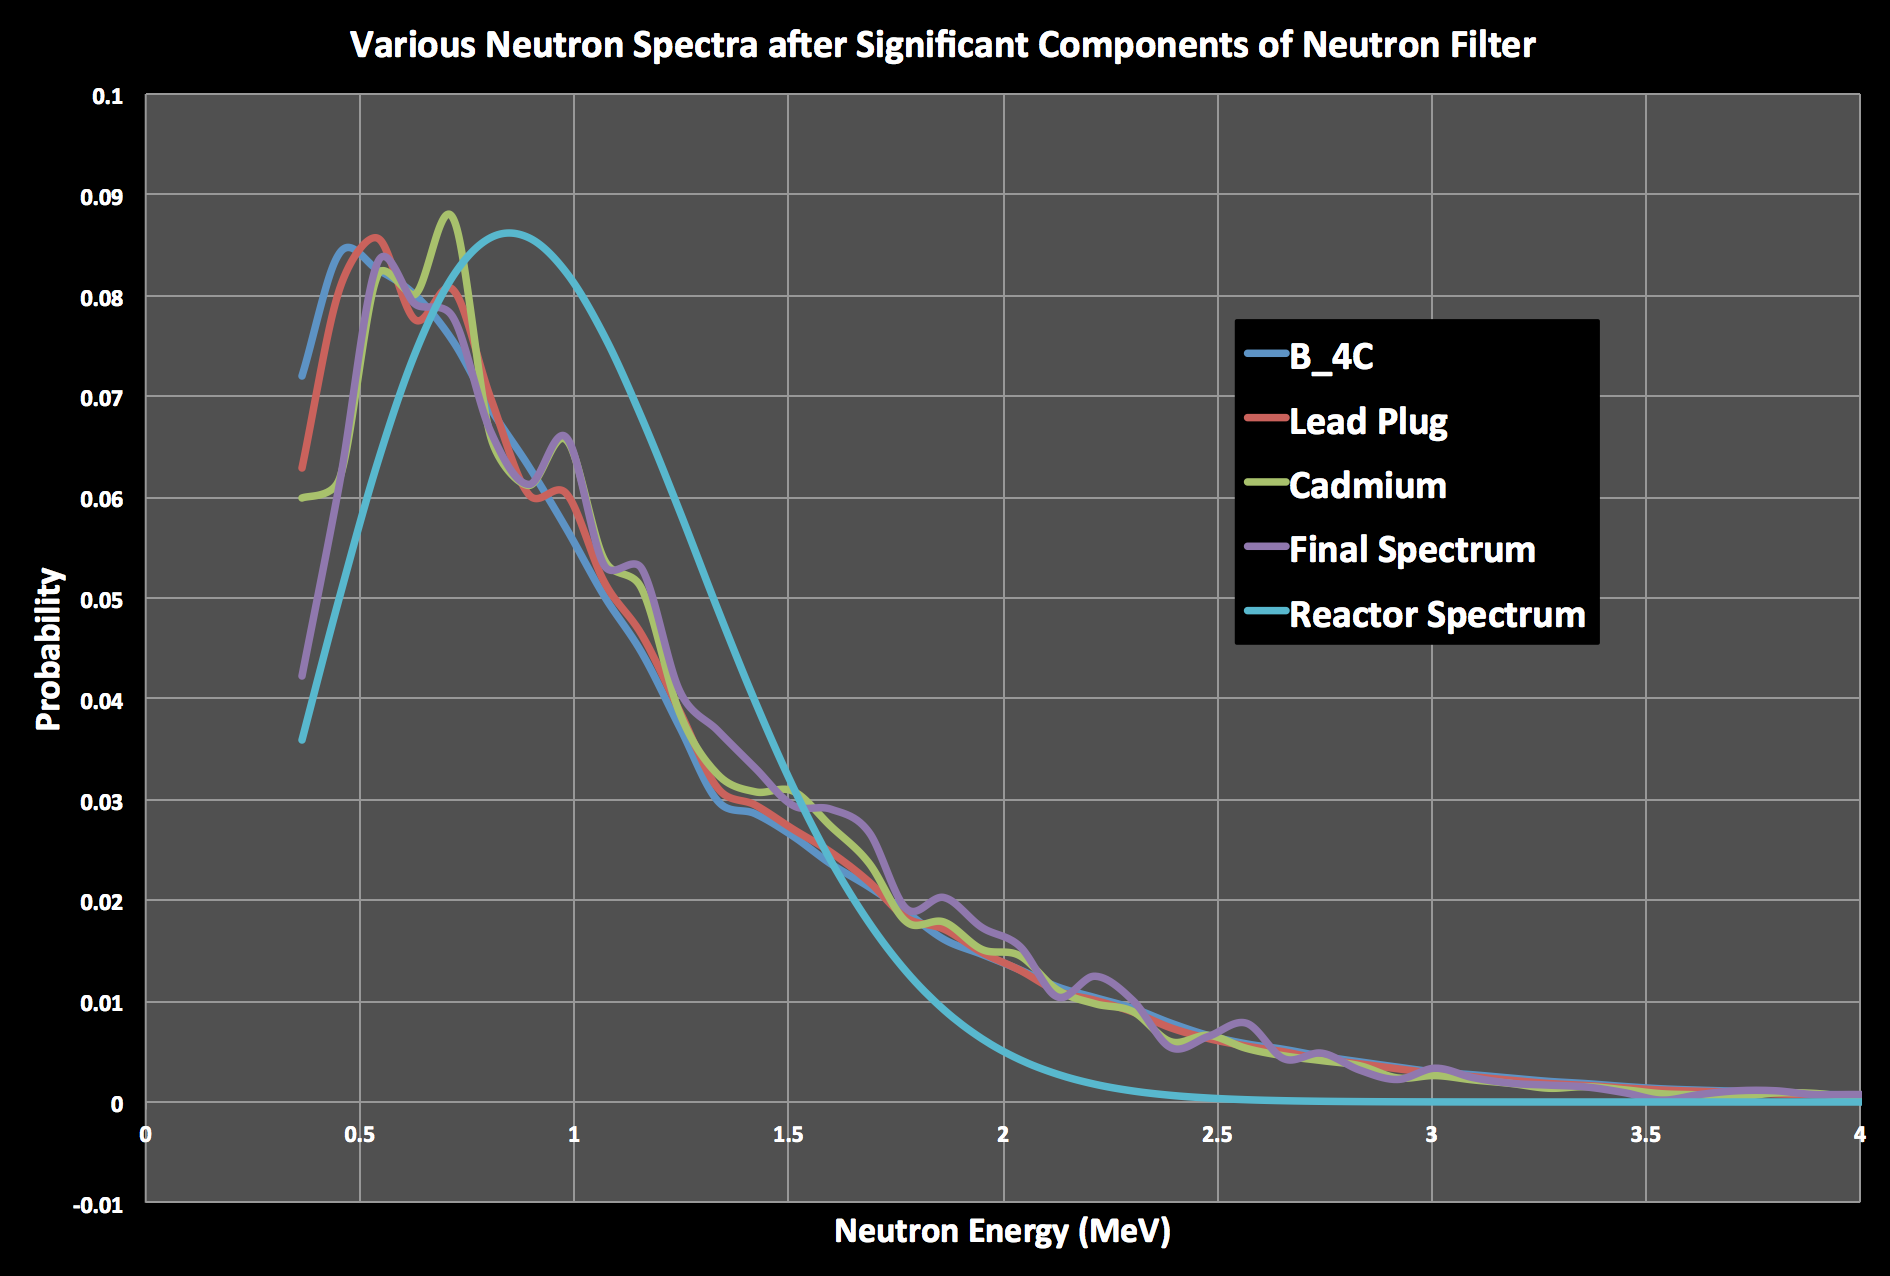 Various Neutron Spectra after Significant Components of Neutron Filter
0.1
0.09
0.08
0.07
0.06
0.05
0.04
0.03
0.02
0.01
0
-0.01
Probability
B_4C
Lead Plug
Cadmium
Final Spectrum
Reactor Spectrum
0 0.5 1 1.5 2 2.5 3 3.5 4
Neutron Energy (MeV)